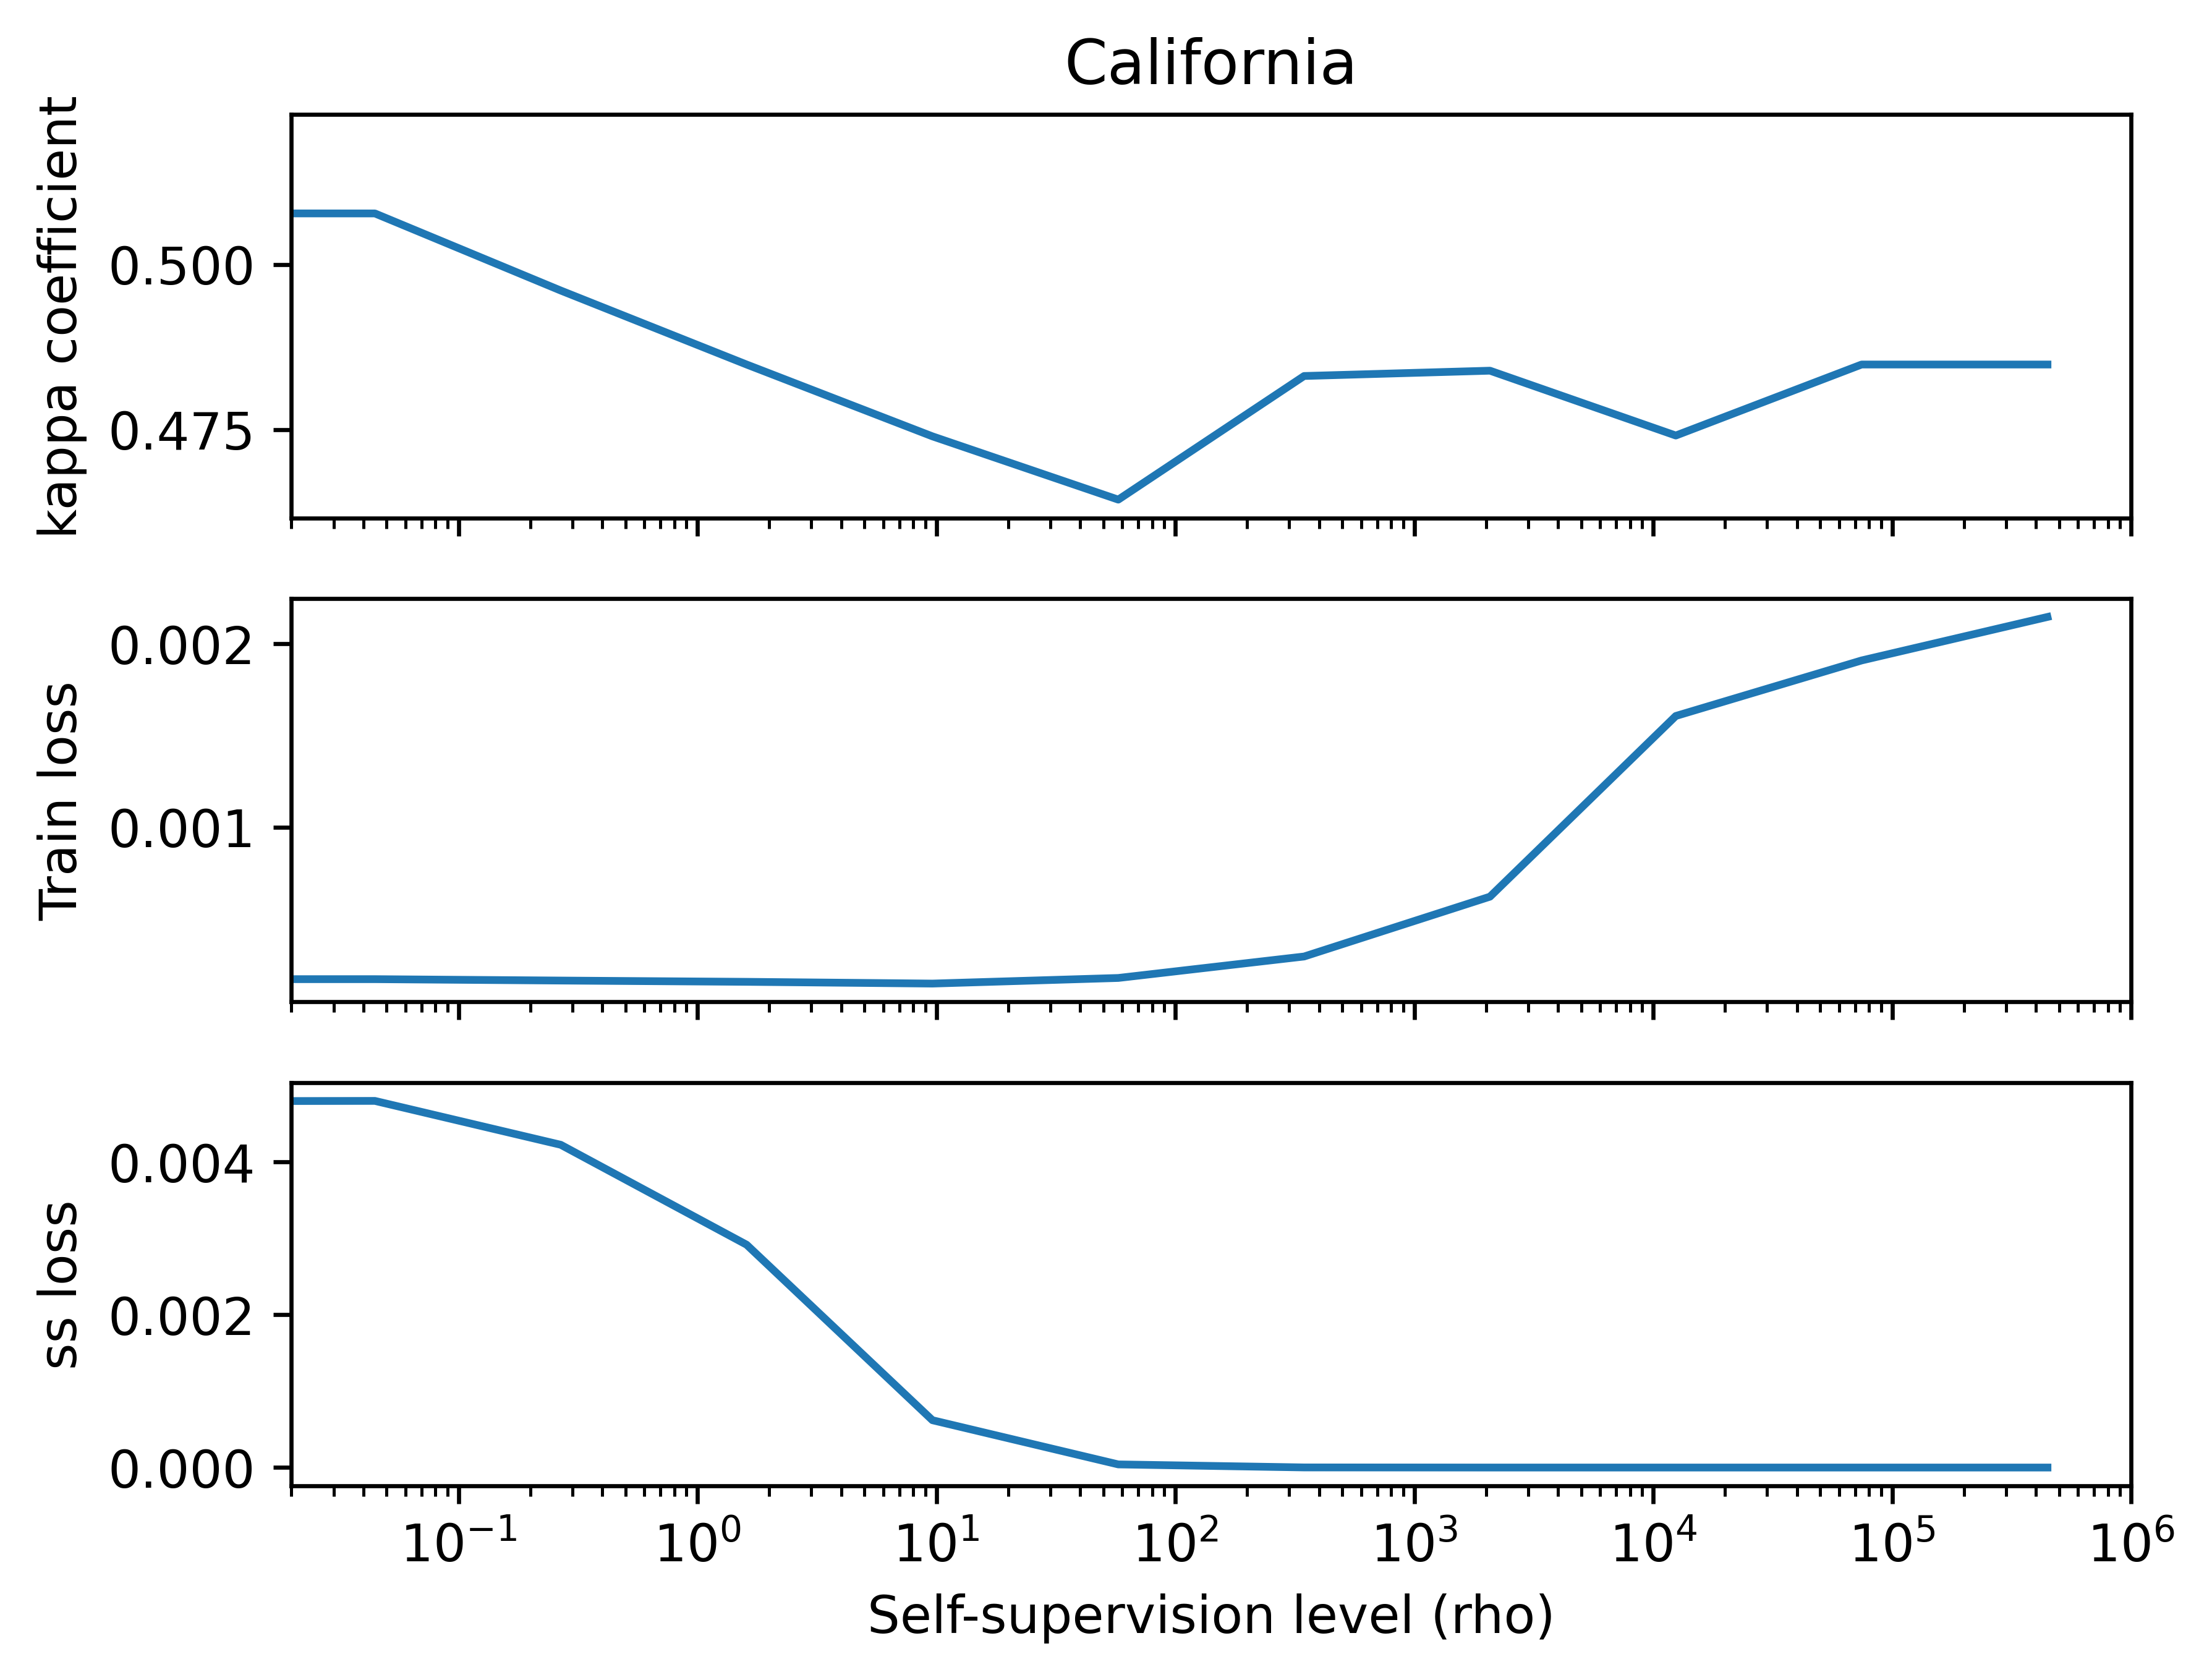 California
kappa coefficient
0.500
0.475
Train loss
0.002
0.001
ss loss
0.004
0.002
0.000
10⁻¹ 10⁰ 10¹ 10² 10³ 10⁴ 10⁵ 10⁶
Self-supervision level (rho)